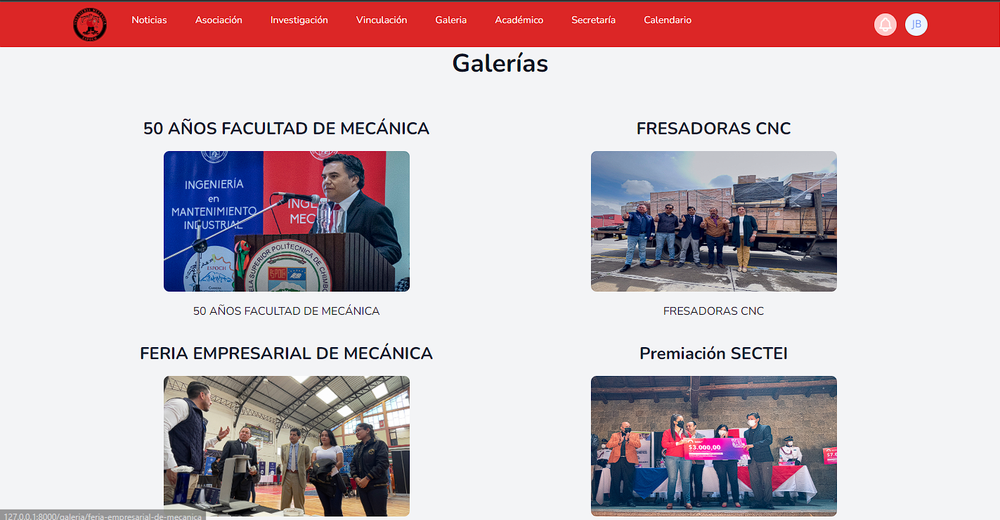 Noticias Asociación Investigación Vinculación Galeria Académico Secretaría Calendario JB
Galerías
50 AÑOS FACULTAD DE MECÁNICA
FRESADORAS CNC
INGENIERÍA
en
MANTENIMIENTO
INDUSTRIAL
INGE
MEC
ELA SUPERIOR POLITECNICA DE CHIMBO
ESPOCH
50 AÑOS FACULTAD DE MECÁNICA
FRESADORAS CNC
FERIA EMPRESARIAL DE MECÁNICA
Premiación SECTEI
$3.000,00
127.0.0.1:8000/galeria/feria-empresarial-de-mecanica